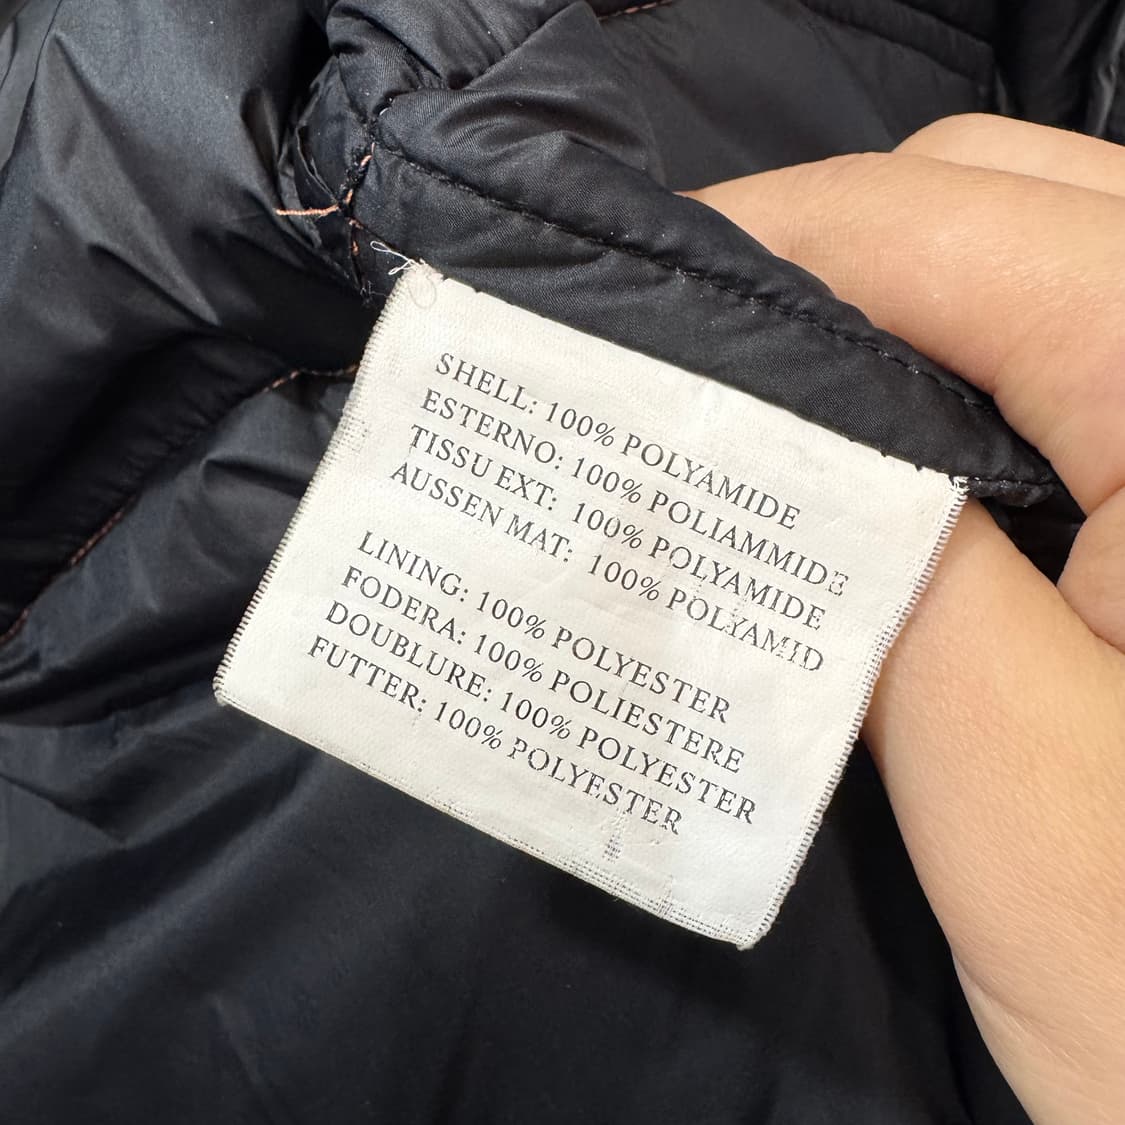 SHELL: 100% POLYAMIDE
ESTERNO: 100% POLIAMMIDE
TISSU EXT: 100% POLYAMIDE
AUSSEN MAT: 100% POLYAMID
LINING: 100% POLYESTER
FODERA: 100% POLIESTERE
DOUBLURE: 100% POLYESTER
FUTTER: 100% POLYESTER